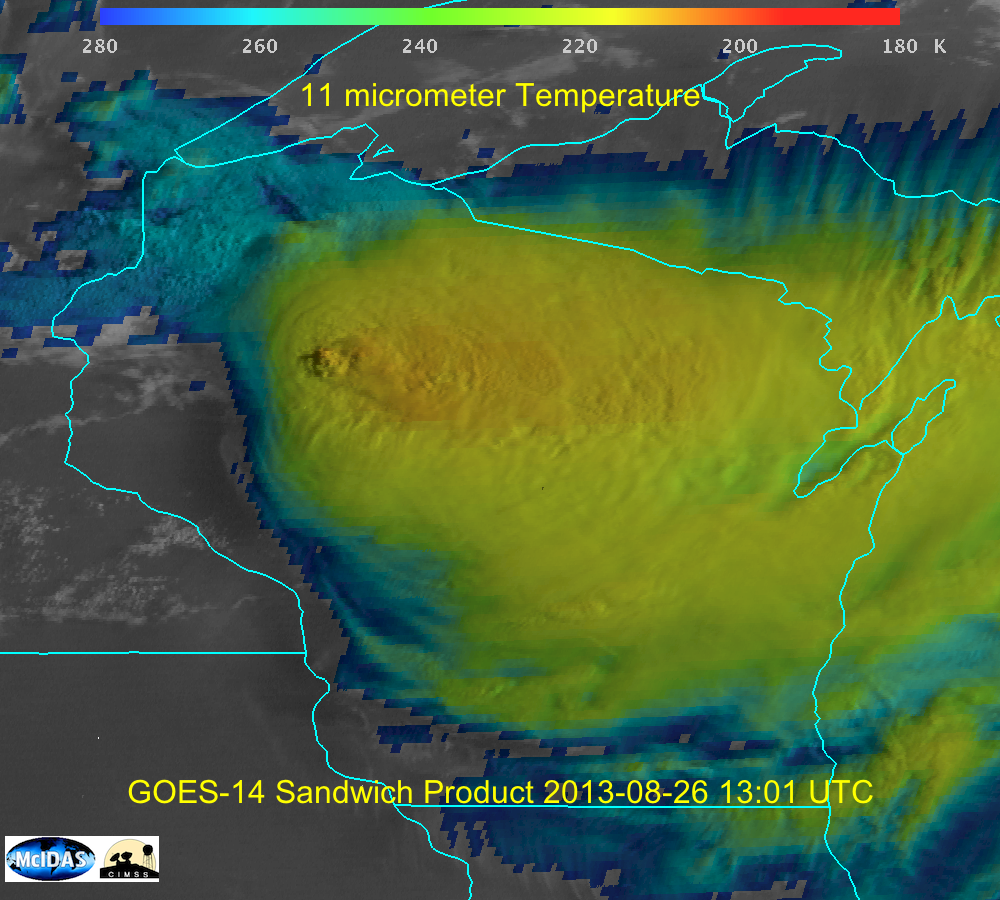 280 260 240 220 200 180 K
11 micrometer Temperature
GOES-14 Sandwich Product 2013-08-26 13:01 UTC
McIDAS
CIMSS